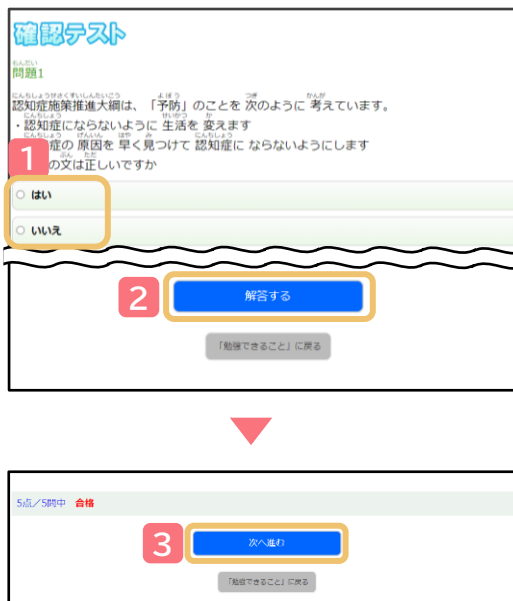 確認テスト
もんだい
問題1
にんちしょうせさくすいしんたいこう よぼう つぎ かんが
認知症施策推進大綱は、「予防」のことを 次のように 考えています。
にんちしょう せいかつ か
・認知症にならないように 生活を 変えます
にんちしょう げんいん はや み にんちしょう
症の 原因を 早く見つけて 認知症に ならないようにします
ぶん ただ
の文は正しいですか
1
はい
いいえ
2
解答する
「勉強できること」に戻る
5点/5問中 合格
3
次へ進む
「勉強できること」に戻る